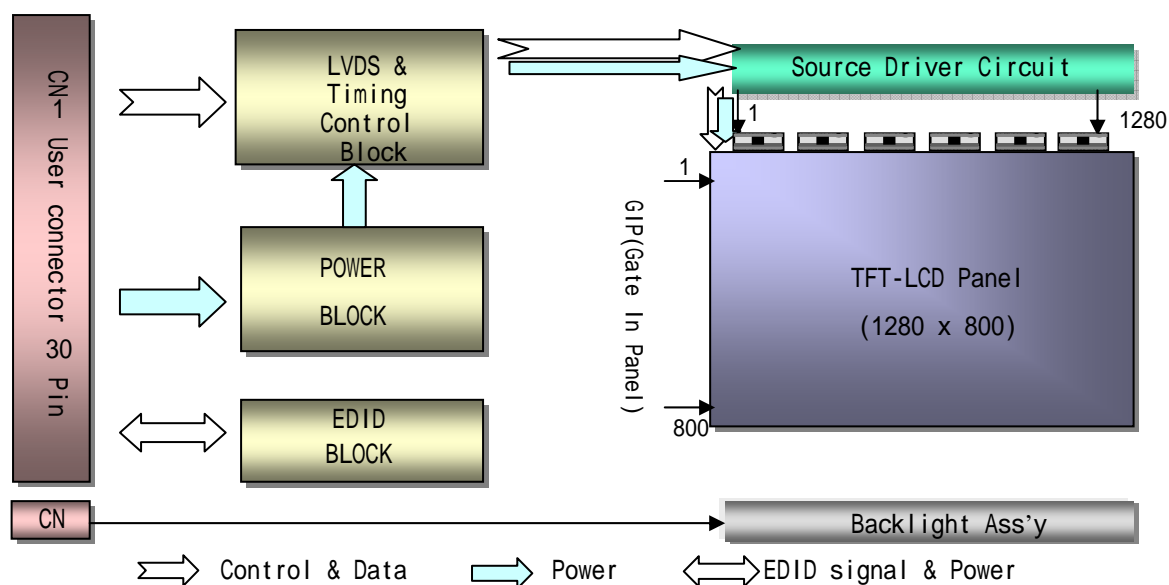 CN-1 User connector 30 Pin
LVDS &
Timing
Control
Block
POWER
BLOCK
EDID
BLOCK
Source Driver Circuit
1
1280
1
GIP(Gate In Panel)
800
TFT-LCD Panel
(1280 x 800)
CN
Backlight Ass’y
Control & Data
Power
EDID signal & Power